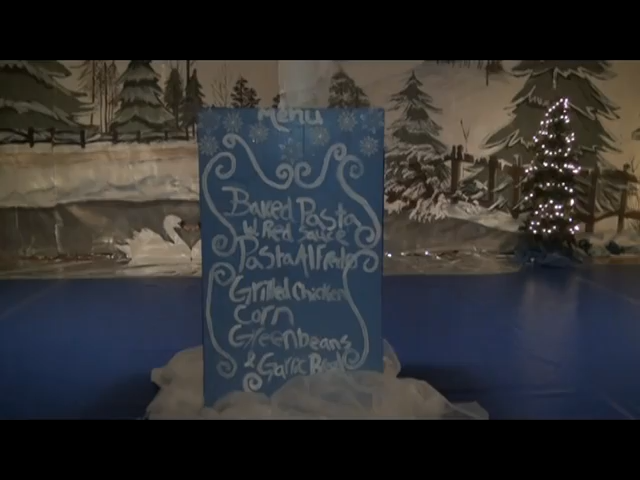 Menu
Baked Pasta
W/ Red Sauce
Pasta Alfredo
Grilled Chicken
Corn
Greenbeans
& Garlic Bread